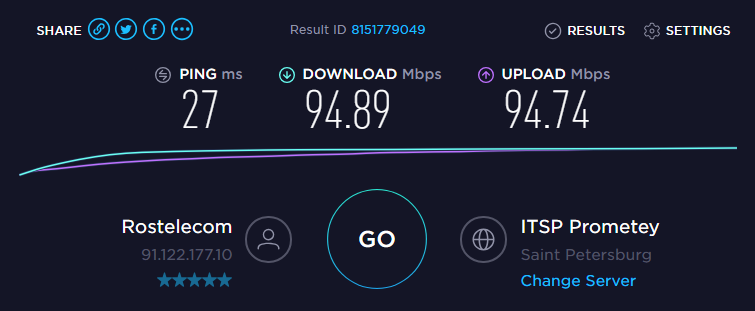 SHARE Result ID 8151779049 RESULTS SETTINGS
PING ms DOWNLOAD Mbps UPLOAD Mbps
27 94.89 94.74
Rostelecom GO ITSP Prometey
91.122.177.10 Saint Petersburg
Change Server